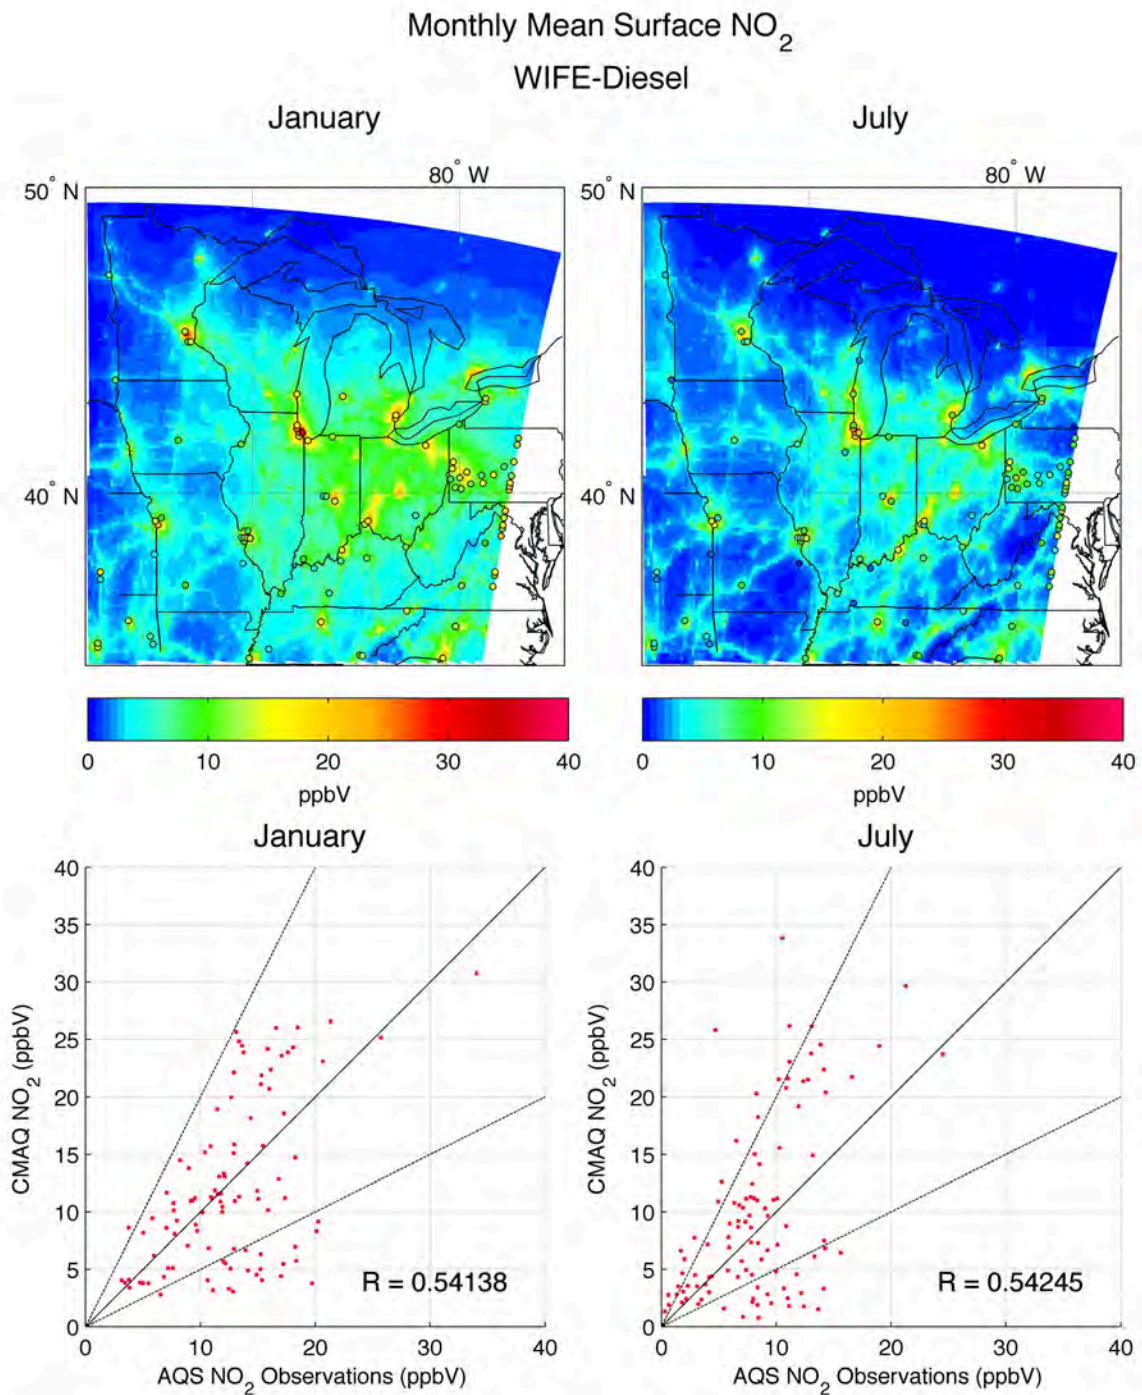 Monthly Mean Surface NO2
WIFE-Diesel
January July
80° W 80° W
50° N 50° N
40° N 40° N
0 10 20 30 40 0 10 20 30 40
ppbV ppbV
January July
40 40
35 35
30 30
25 25
20 20
15 15
10 10
5 5
0 0
CMAQ NO2 (ppbV) CMAQ NO2 (ppbV)
R = 0.54138 R = 0.54245
0 10 20 30 40 0 10 20 30 40
AQS NO2 Observations (ppbV) AQS NO2 Observations (ppbV)